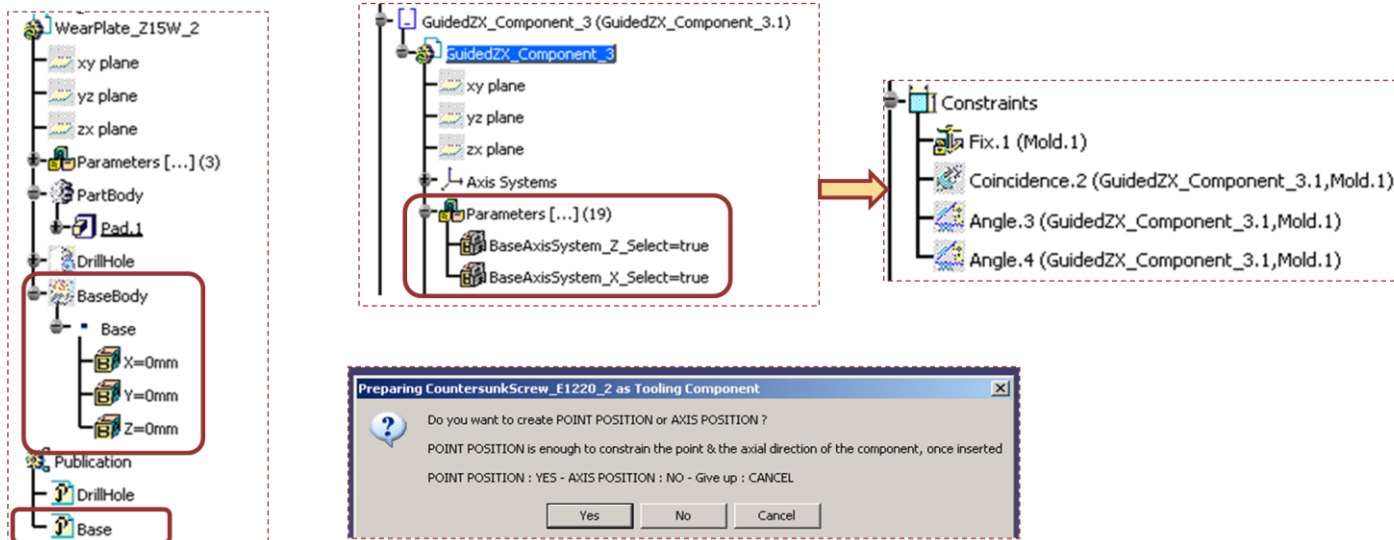 WearPlate_Z15W_2
xy plane
yz plane
zx plane
Parameters [...] (3)
PartBody
Pad.1
DrillHole
BaseBody
Base
X=0mm
Y=0mm
Z=0mm
Publication
DrillHole
Base
GuidedZX_Component_3 (GuidedZX_Component_3.1)
GuidedZX_Component_3
xy plane
yz plane
zx plane
Axis Systems
Parameters [...] (19)
BaseAxisSystem_Z_Select=true
BaseAxisSystem_X_Select=true
Constraints
Fix.1 (Mold.1)
Coincidence.2 (GuidedZX_Component_3.1,Mold.1)
Angle.3 (GuidedZX_Component_3.1,Mold.1)
Angle.4 (GuidedZX_Component_3.1,Mold.1)
Preparing CountersunkScrew_E1220_2 as Tooling Component
Do you want to create POINT POSITION or AXIS POSITION ?
POINT POSITION is enough to constrain the point & the axial direction of the component, once inserted
POINT POSITION : YES - AXIS POSITION : NO - Give up : CANCEL
Yes No Cancel